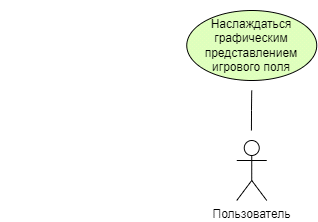 Наслаждаться
графическим
представлением
игрового поля
Пользователь